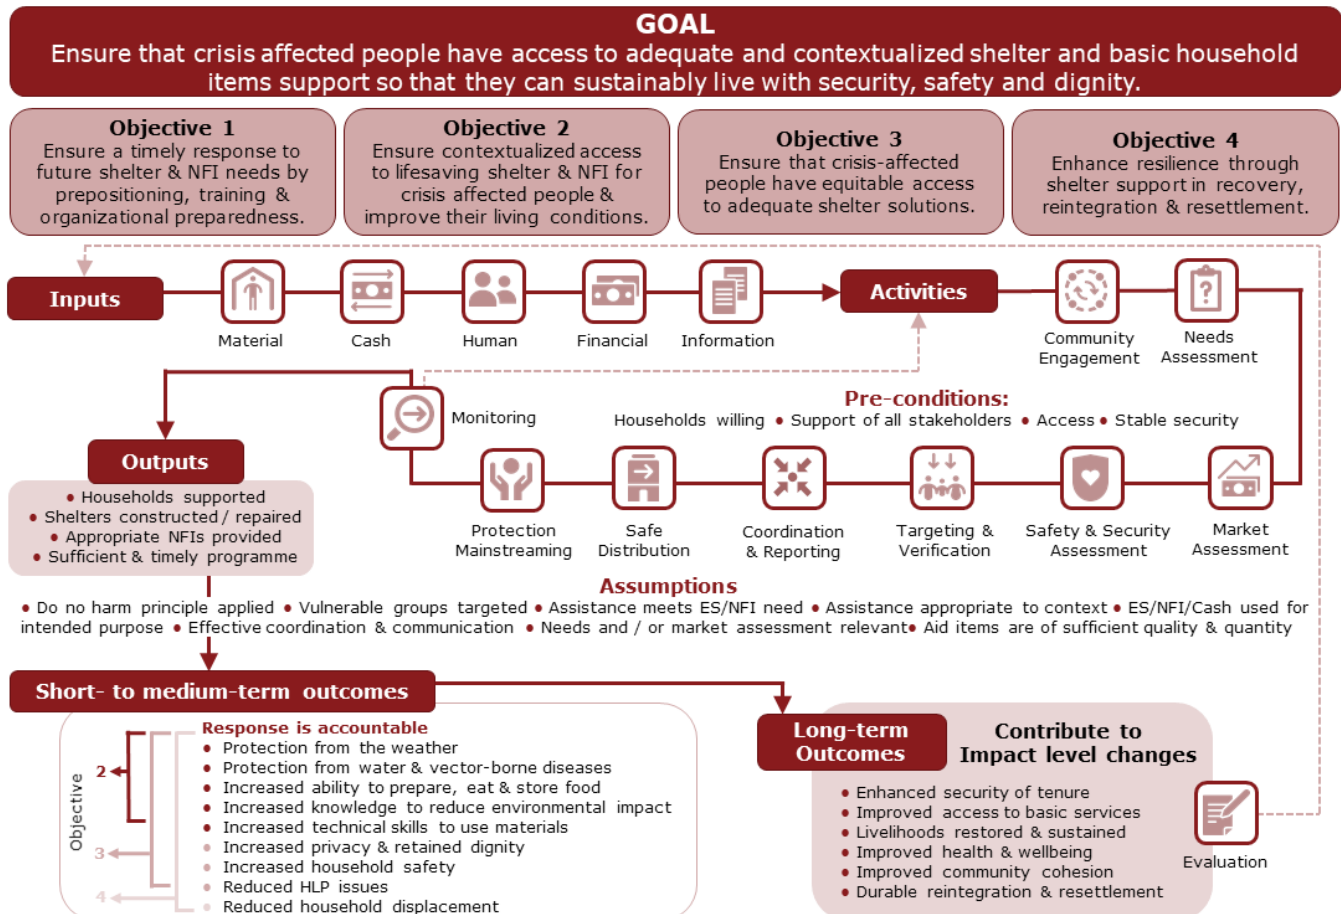 GOAL
Ensure that crisis affected people have access to adequate and contextualized shelter and basic household
items support so that they can sustainably live with security, safety and dignity.
Objective 1
Ensure a timely response to
future shelter & NFI needs by
prepositioning, training &
organizational preparedness.
Objective 2
Ensure contextualized access
to lifesaving shelter & NFI for
crisis affected people &
improve their living conditions.
Objective 3
Ensure that crisis-affected
people have equitable access
to adequate shelter solutions.
Objective 4
Enhance resilience through
shelter support in recovery,
reintegration & resettlement.
Inputs
Material
Cash
Human
Financial
Information
Activities
Community
Engagement
Needs
Assessment
Monitoring
Pre-conditions:
Households willing • Support of all stakeholders • Access • Stable security
Outputs
• Households supported
• Shelters constructed / repaired
• Appropriate NFIs provided
• Sufficient & timely programme
Protection
Mainstreaming
Safe
Distribution
Coordination
& Reporting
Targeting &
Verification
Safety & Security
Assessment
Market
Assessment
Assumptions
• Do no harm principle applied • Vulnerable groups targeted • Assistance meets ES/NFI need • Assistance appropriate to context • ES/NFI/Cash used for
intended purpose • Effective coordination & communication • Needs and / or market assessment relevant • Aid items are of sufficient quality & quantity
Short- to medium-term outcomes
Objective
2
3
4
Response is accountable
• Protection from the weather
• Protection from water & vector-borne diseases
• Increased ability to prepare, eat & store food
• Increased knowledge to reduce environmental impact
• Increased technical skills to use materials
• Increased privacy & retained dignity
• Increased household safety
• Reduced HLP issues
• Reduced household displacement
Long-term
Outcomes
Contribute to
Impact level changes
• Enhanced security of tenure
• Improved access to basic services
• Livelihoods restored & sustained
• Improved health & wellbeing
• Improved community cohesion
• Durable reintegration & resettlement
Evaluation